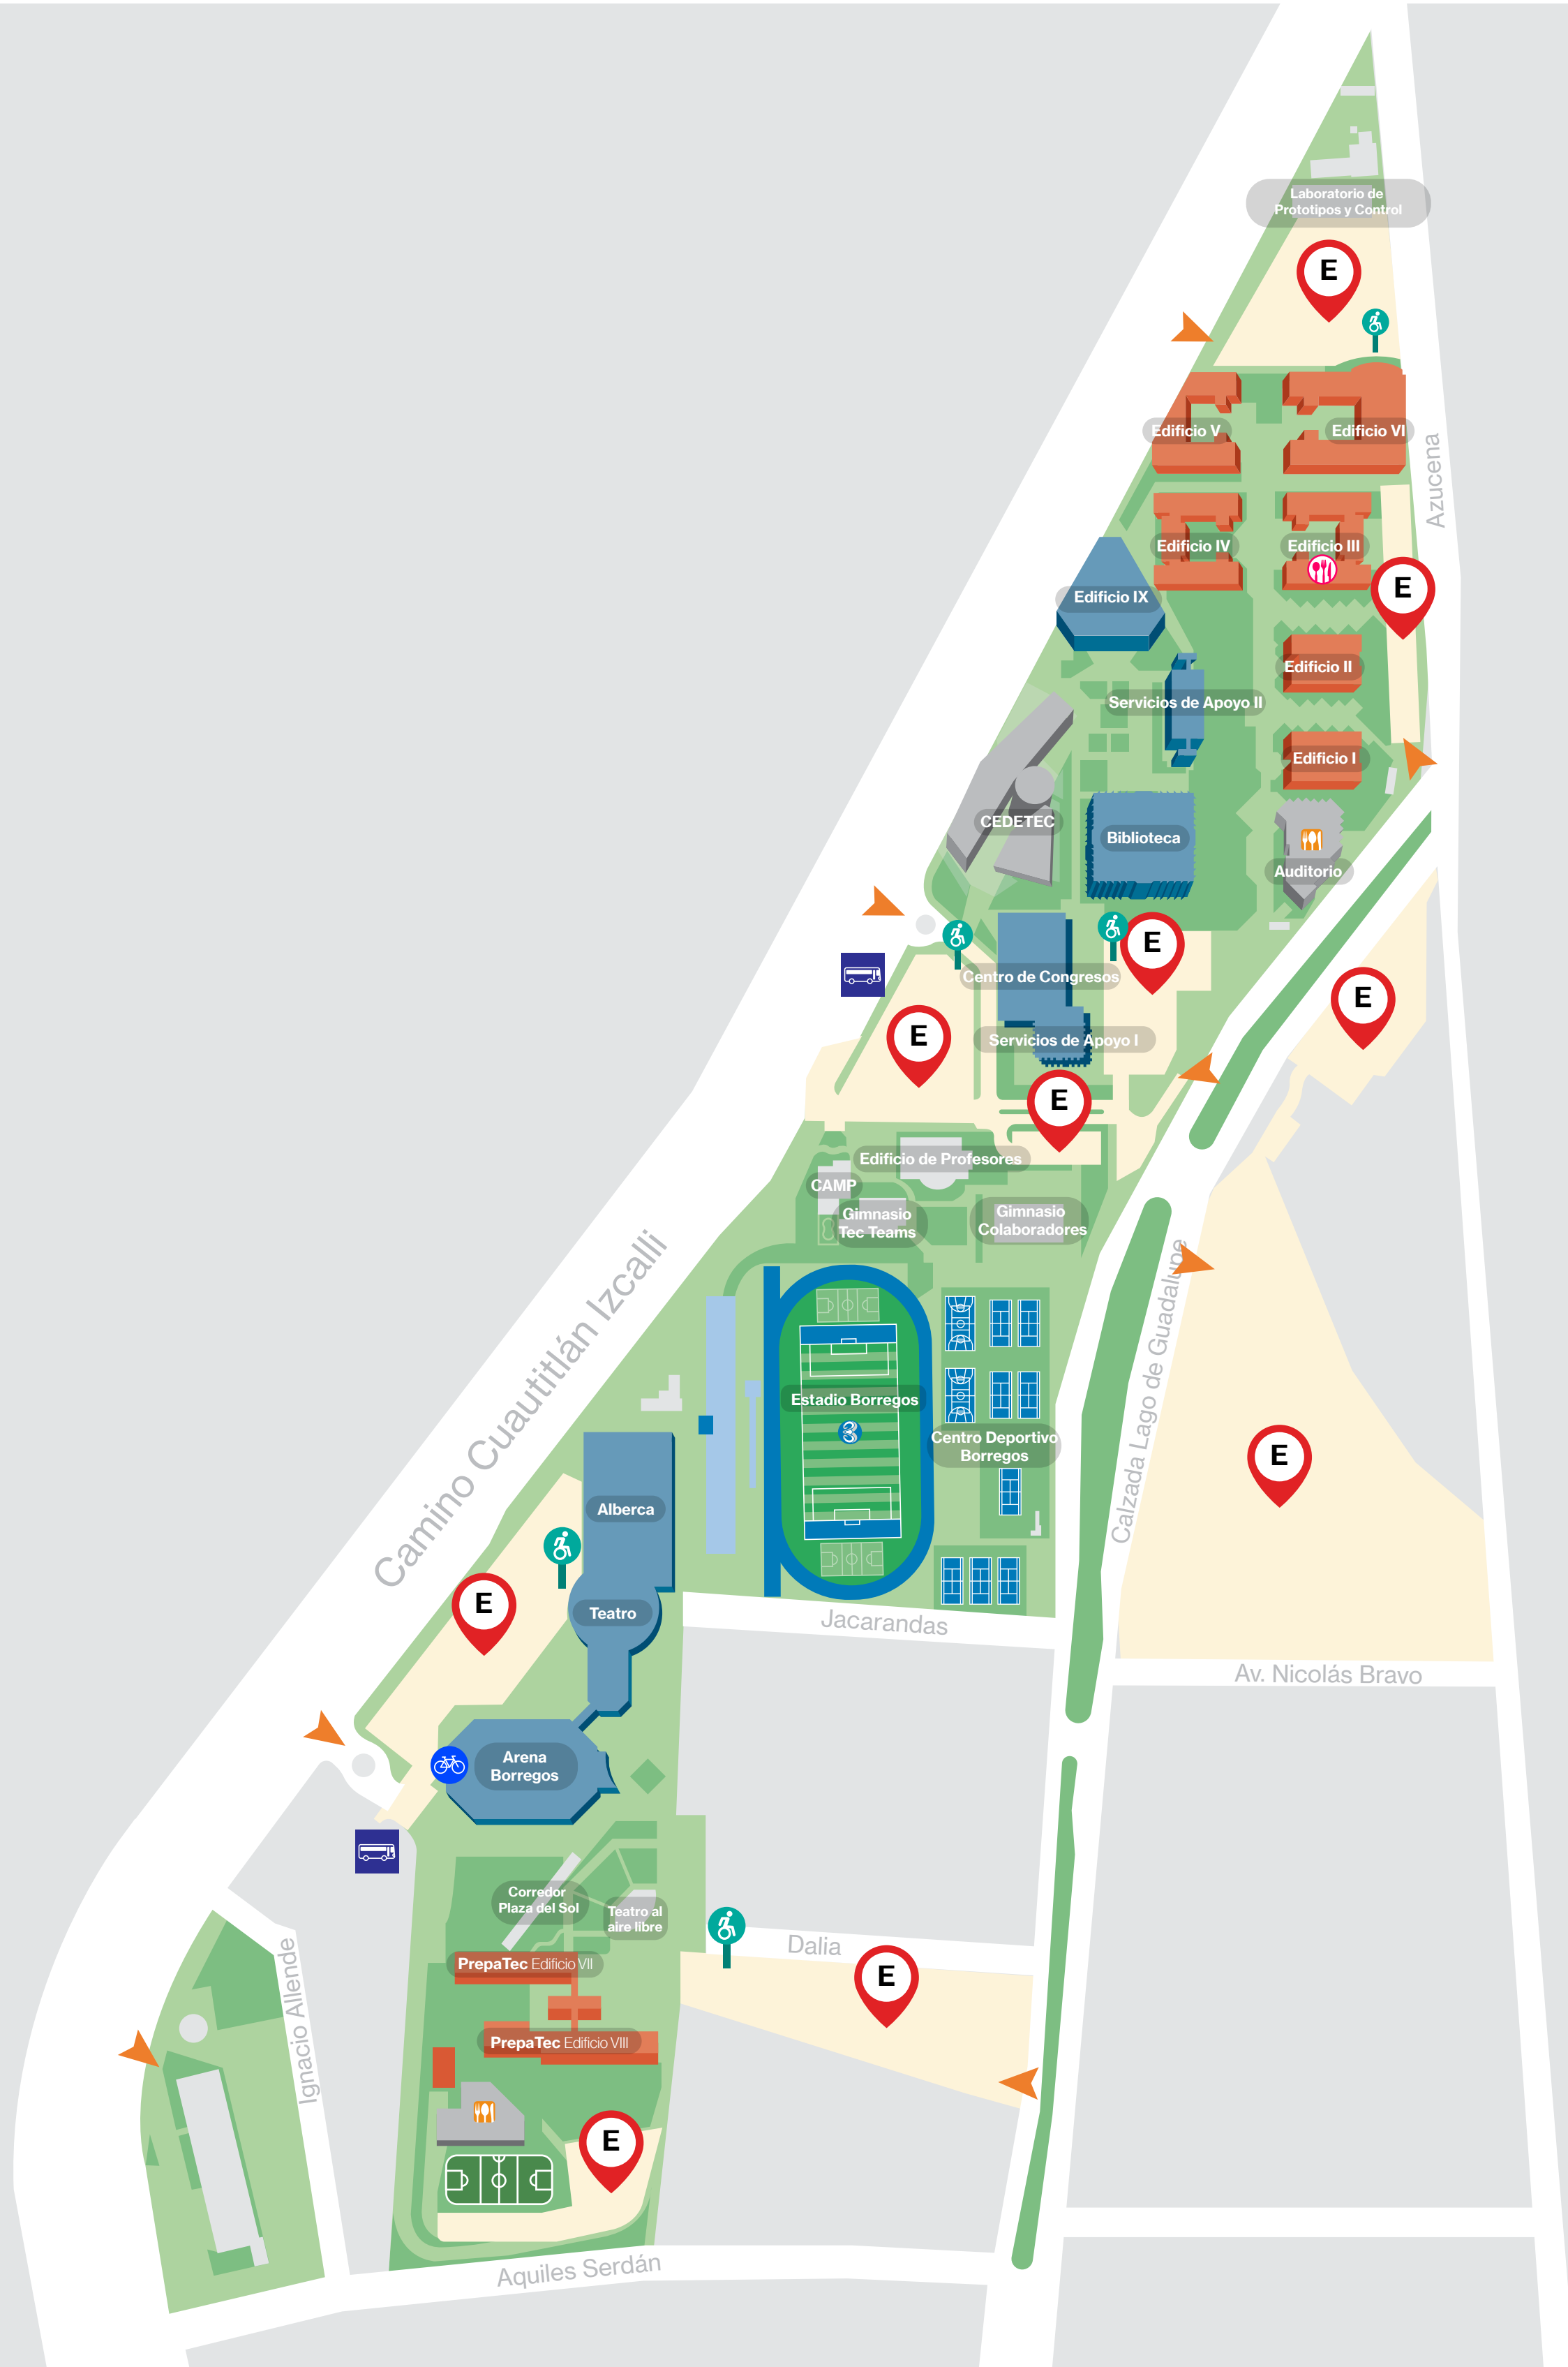 Laboratorio de
Prototipos y Control
E
Edificio V
Edificio VI
Azucena
Edificio IV
Edificio III
E
Edificio IX
Edificio II
Servicios de Apoyo II
Edificio I
CEDETEC
Biblioteca
Auditorio
E
Centro de Congresos
E
E
Servicios de Apoyo I
E
Edificio de Profesores
CAMP
Gimnasio
Tec Teams
Gimnasio
Colaboradores
Camino Cuautitlán Izcalli
Calzada Lago de Guadalupe
Estadio Borregos
Centro Deportivo
Borregos
E
Alberca
E
Teatro
Jacarandas
Av. Nicolás Bravo
Arena
Borregos
Corredor
Plaza del Sol
Teatro al
aire libre
Dalia
PrepaTec Edificio VII
E
Ignacio Allende
PrepaTec Edificio VIII
E
Aquiles Serdán